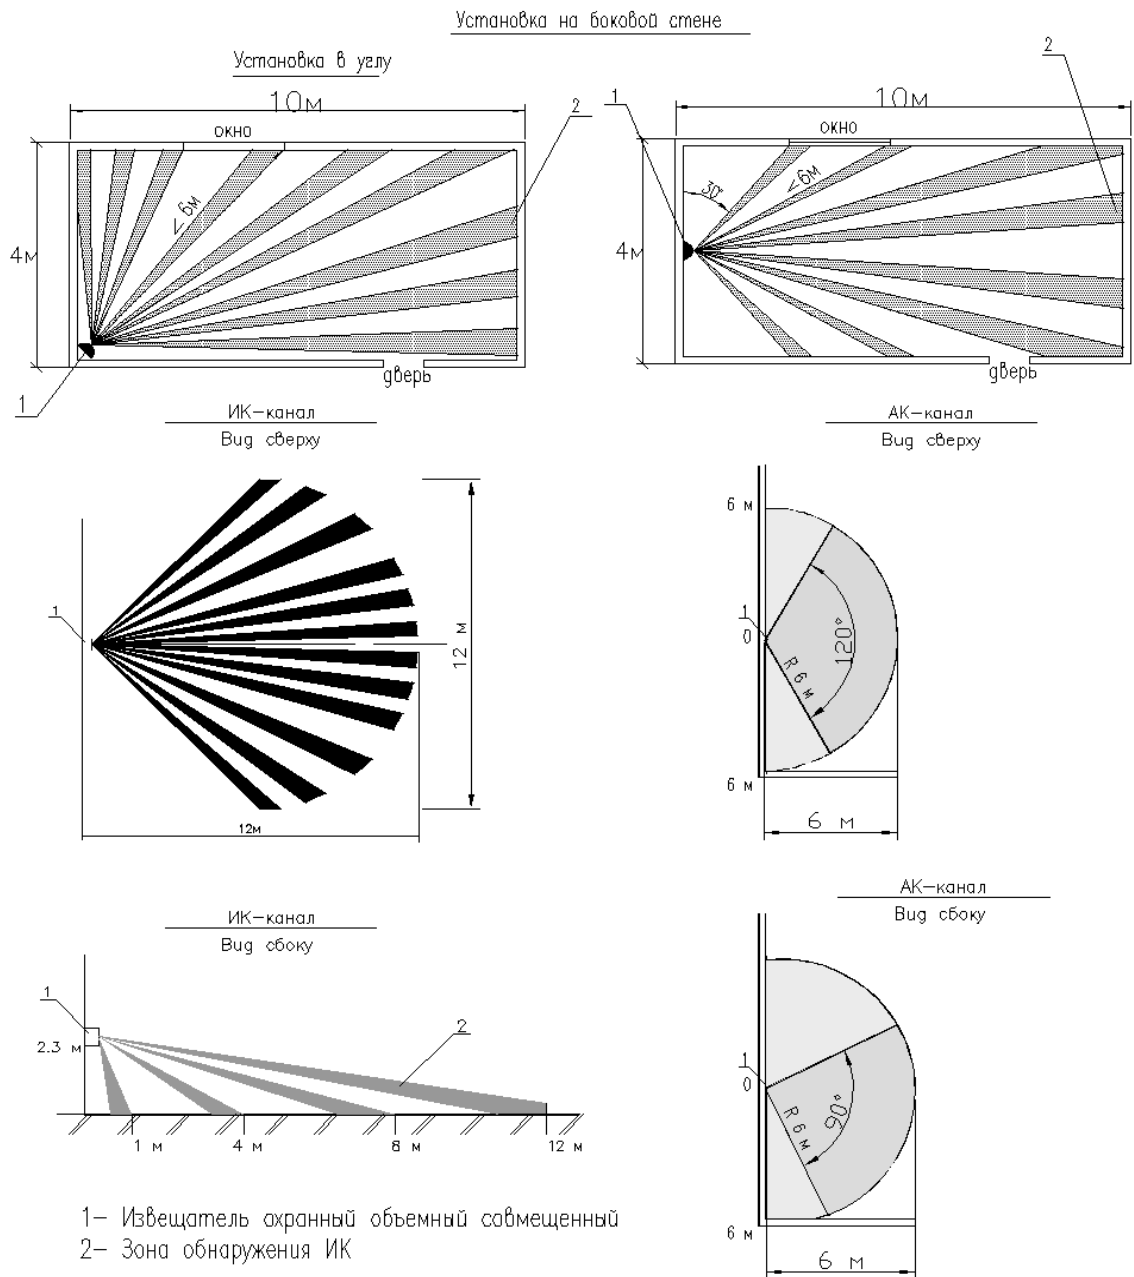 Установка на боковой стене
Установка в углу
2
10м
10м
1
2
окно
окно
<6м
30°
<6м
4м
4м
дверь
дверь
1
ИК-канал
Вид сверху
АК-канал
Вид сверху
6 м
1
0
1
120°
12 м
R 6 м
6 м
6 м
12м
АК-канал
Вид сбоку
ИК-канал
Вид сбоку
1
2
2.3 м
1
0
90°
R 6 м
1 м
4 м
8 м
12 м
1- Извещатель охранный объемный савмещенный
2- Зона обнаружения ИК
6 м
6 м